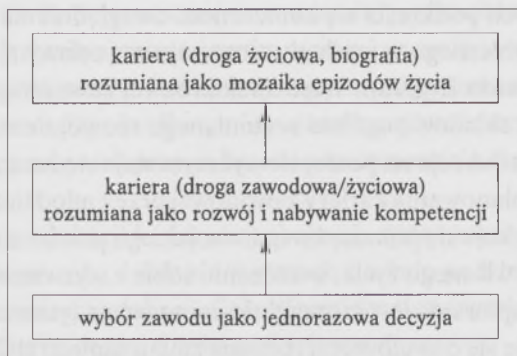 kariera (droga życiowa, biografia)
rozumiana jako mozaika epizodów życia
kariera (droga zawodowa/życiowa)
rozumiana jako rozwój i nabywanie kompetencji
wybór zawodu jako jednorazowa decyzja